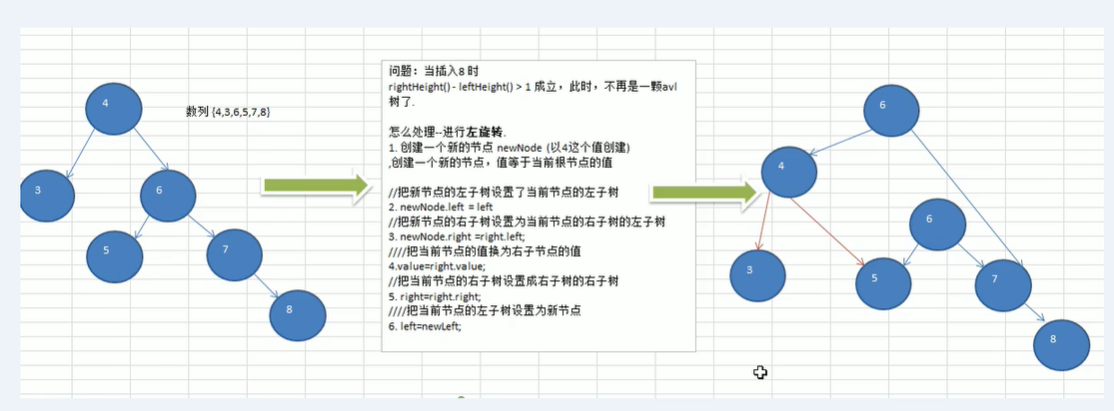 4
3
6
5
7
8
数列 {4,3,6,5,7,8}
问题：当插入8 时
rightHeight() - leftHeight() > 1 成立，此时，不再是一颗avl
树了.
怎么处理--进行左旋转.
1. 创建一个新的节点 newNode (以4这个值创建)
,创建一个新的节点，值等于当前根节点的值
//把新节点的左子树设置了当前节点的左子树
2. newNode.left = left
//把新节点的右子树设置为当前节点的右子树的左子树
3. newNode.right =right.left;
////把当前节点的值换为右子节点的值
4.value=right.value;
//把当前节点的右子树设置成右子树的右子树
5. right=right.right;
////把当前节点的左子树设置为新节点
6. left=newLeft;
6
4
6
3
5
7
8